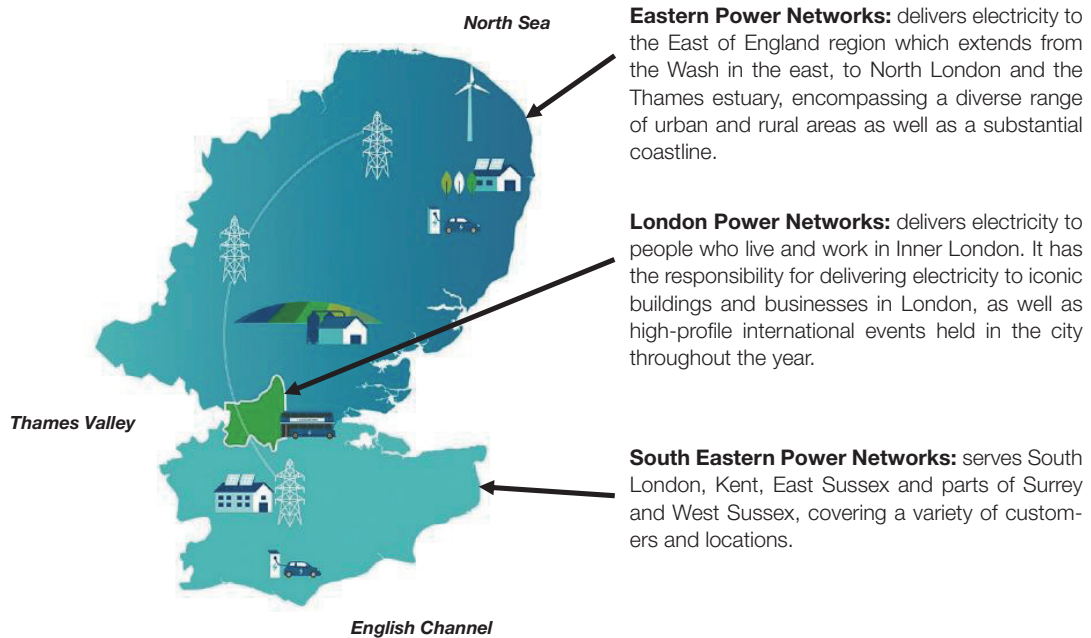 North Sea
Eastern Power Networks: delivers electricity to
the East of England region which extends from
the Wash in the east, to North London and the
Thames estuary, encompassing a diverse range
of urban and rural areas as well as a substantial
coastline.
London Power Networks: delivers electricity to
people who live and work in Inner London. It has
the responsibility for delivering electricity to iconic
buildings and businesses in London, as well as
high-profile international events held in the city
throughout the year.
Thames Valley
South Eastern Power Networks: serves South
London, Kent, East Sussex and parts of Surrey
and West Sussex, covering a variety of custom-
ers and locations.
English Channel